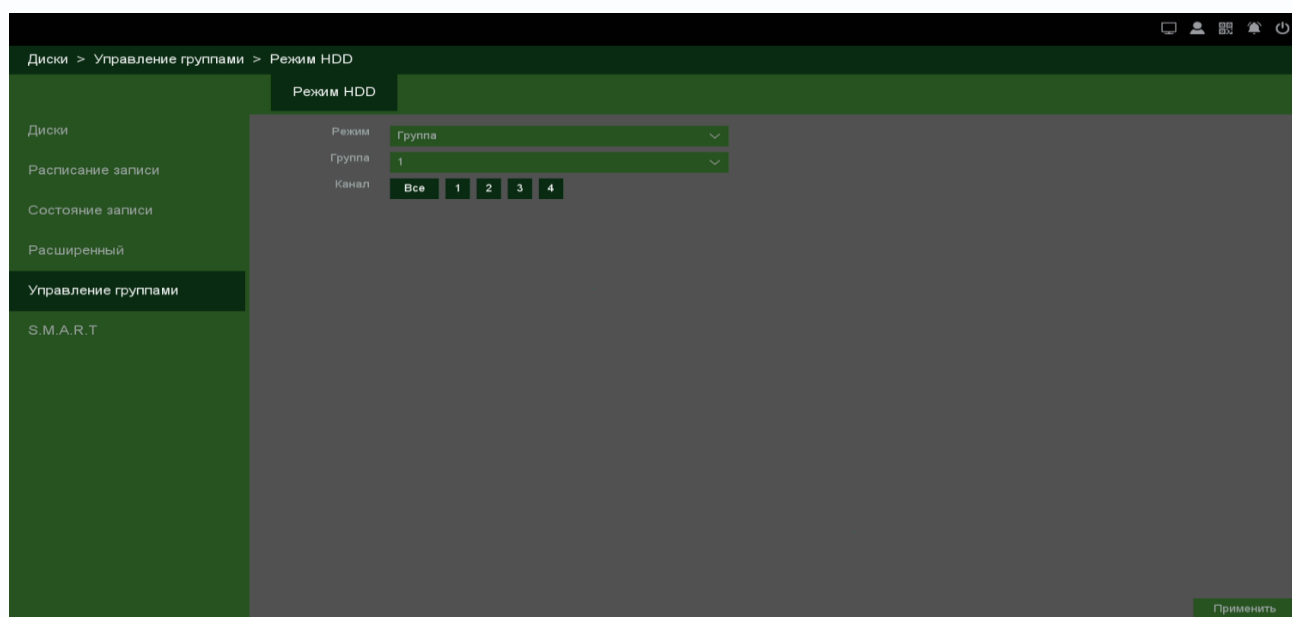 Диски > Управление группами > Режим HDD
Режим HDD
Диски
Расписание записи
Состояние записи
Расширенный
Управление группами
S.M.A.R.T
Режим Группа
Группа 1
Канал Все 1 2 3 4
Применить